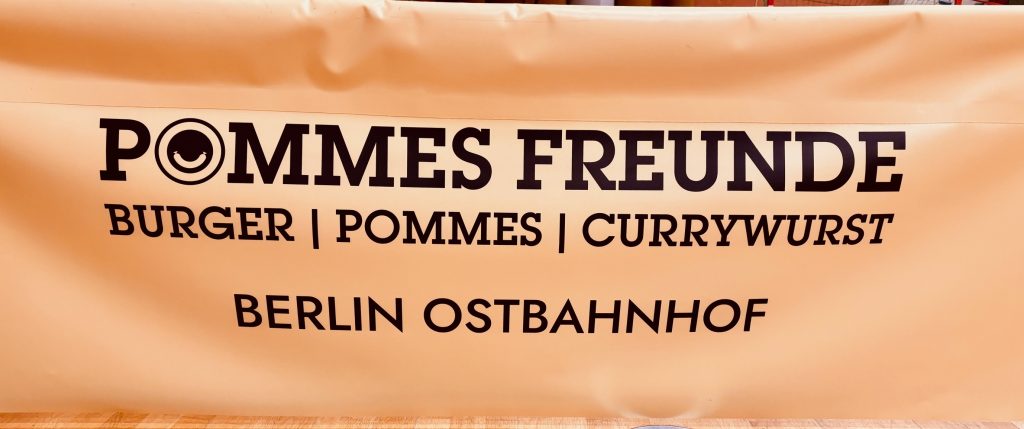 POMMES FREUNDE
BURGER | POMMES | CURRYWURST
BERLIN OSTBAHNHOF